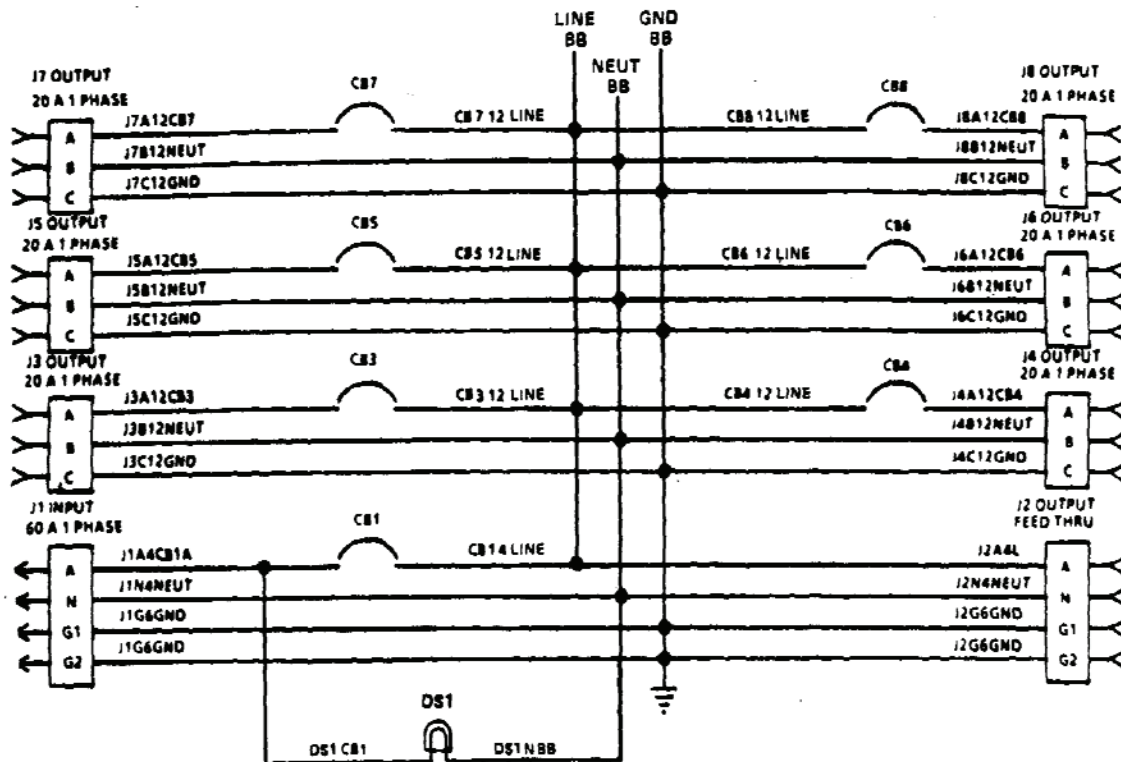 LINE
BB
GND
BB
NEUT
BB
J7 OUTPUT
20 A 1 PHASE
J7A12CB7
CB7
CB7 12 LINE
CB8 12 LINE
CB8
J8 OUTPUT
20 A 1 PHASE
J8A12CB8
A
J7B12NEUT
J8B12NEUT
A
B
J7C12GND
J8C12GND
B
C
C
J5 OUTPUT
20 A 1 PHASE
J5A12CB5
CB5
CB5 12 LINE
CB6 12 LINE
CB6
J6 OUTPUT
20 A 1 PHASE
J6A12CB6
A
A
J5B12NEUT
J6B12NEUT
B
B
J5C12GND
J6C12GND
C
C
J3 OUTPUT
20 A 1 PHASE
J3A12CB3
CB3
CB3 12 LINE
CB4 12 LINE
CB4
J4 OUTPUT
20 A 1 PHASE
J4A12CB4
A
A
J3B12NEUT
J4B12NEUT
B
B
J3C12GND
J4C12GND
C
C
J1 INPUT
60 A 1 PHASE
J1A4CB1A
CB1
CB14 LINE
J2 OUTPUT
FEED THRU
J2A4L
A
A
J1N4NEUT
J2N4NEUT
N
N
J1G6GND
J2G6GND
G1
G1
J1G6GND
J2G6GND
G2
G2
DS1
DS1 CB1
DS1 N BB